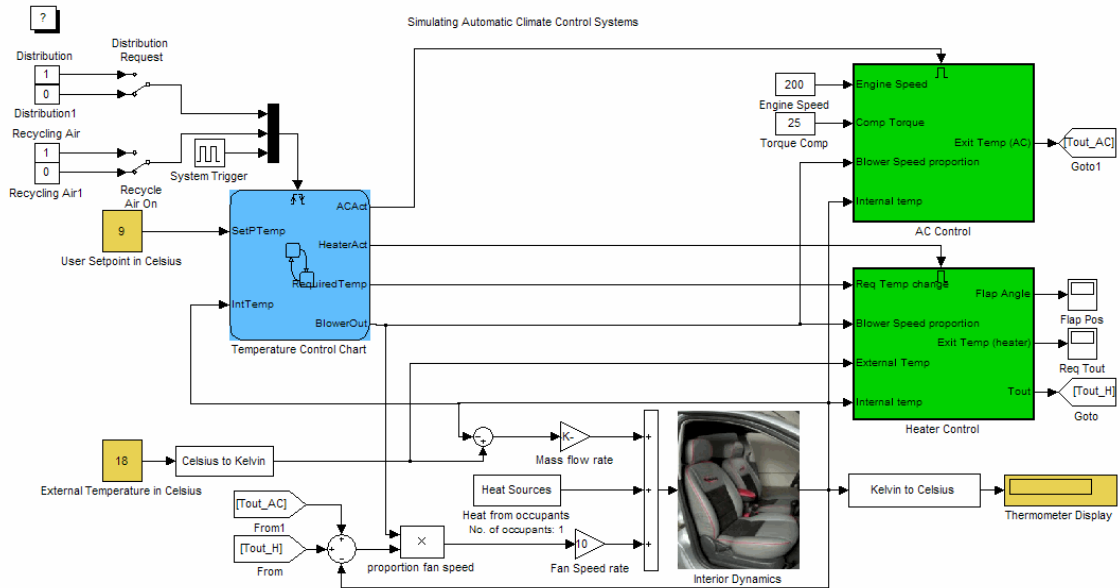 ?
Simulating Automatic Climate Control Systems
Distribution
Distribution
Request
1
0
Distribution1
Recycling Air
1
0
Recycling Air1
Recycle
Air On
System Trigger
9
User Setpoint in Celsius
SetPTemp
IntTemp
ACAct
HeaterAct
RequiredTemp
BlowerOut
Temperature Control Chart
200
Engine Speed
25
Torque Comp
Engine Speed
Comp Torque
Blower Speed proportion
Internal temp
Exit Temp (AC)
AC Control
[Tout_AC]
Goto1
Req Temp change
Blower Speed proportion
External Temp
Internal temp
Flap Angle
Exit Temp (heater)
Tout
Heater Control
Flap Pos
Req Tout
[Tout_H]
Goto
18
External Temperature in Celsius
Celsius to Kelvin
-
+
K-
Mass flow rate
Heat Sources
Heat from occupants
No. of occupants: 1
[Tout_AC]
From1
[Tout_H]
From
+
+
-
×
proportion fan speed
10
Fan Speed rate
+
+
+
Interior Dynamics
Kelvin to Celsius
Thermometer Display